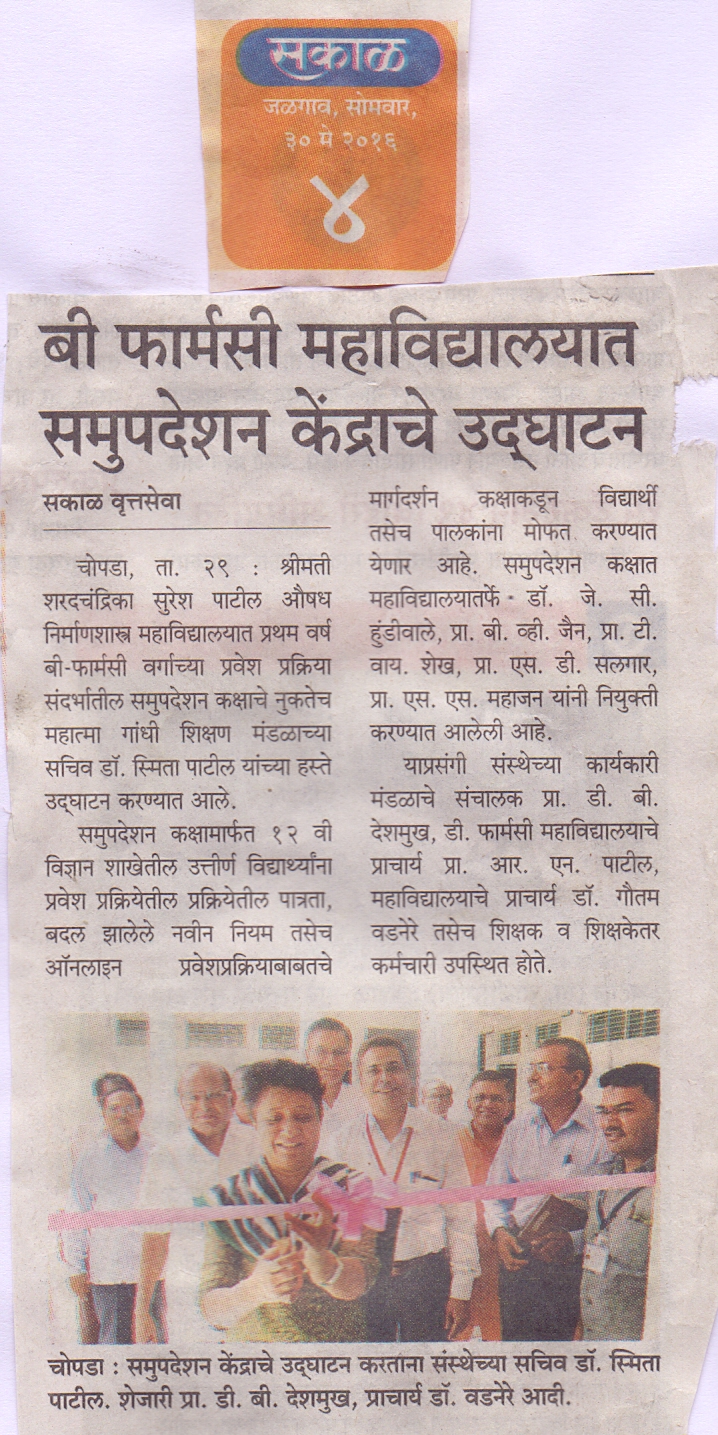 सकाळ
जळगाव, सोमवार,
३० मे २०१६
४
बी फार्मसी महाविद्यालयात
समुपदेशन केंद्राचे उद्‌घाटन
सकाळ वृत्तसेवा
चोपडा, ता. २९ : श्रीमती
शरदचंद्रिका सुरेश पाटील औषध
निर्माणशास्त्र महाविद्यालयात प्रथम वर्ष
बी-फार्मसी वर्गाच्या प्रवेश प्रक्रिया
संदर्भातील समुपदेशन कक्षाचे नुकतेच
महात्मा गांधी शिक्षण मंडळाच्या
सचिव डॉ. स्मिता पाटील यांच्या हस्ते
उद्‌घाटन करण्यात आले.
समुपदेशन कक्षामार्फत १२ वी
विज्ञान शाखेतील उत्तीर्ण विद्यार्थ्यांना
प्रवेश प्रक्रियेतील प्रक्रियेतील पात्रता,
बदल झालेले नवीन नियम तसेच
ऑनलाइन प्रवेशप्रक्रियाबाबतचे
मार्गदर्शन कक्षाकडून विद्यार्थी
तसेच पालकांना मोफत करण्यात
येणार आहे. समुपदेशन कक्षात
महाविद्यालयातर्फे डॉ. जे. सी.
हुंडीवाले, प्रा. बी. व्ही. जैन, प्रा. टी.
वाय. शेख, प्रा. एस. डी. सलगार,
प्रा. एस. एस. महाजन यांनी नियुक्ती
करण्यात आलेली आहे.
याप्रसंगी संस्थेच्या कार्यकारी
मंडळाचे संचालक प्रा. डी. बी.
देशमुख, डी. फार्मसी महाविद्यालयाचे
प्राचार्य प्रा. आर. एन. पाटील,
महाविद्यालयाचे प्राचार्य डॉ. गौतम
वडनेरे तसेच शिक्षक व शिक्षकेतर
कर्मचारी उपस्थित होते.
चोपडा : समुपदेशन केंद्राचे उद्‌घाटन करताना संस्थेच्या सचिव डॉ. स्मिता
पाटील. शेजारी प्रा. डी. बी. देशमुख, प्राचार्य डॉ. वडनेरे आदी.